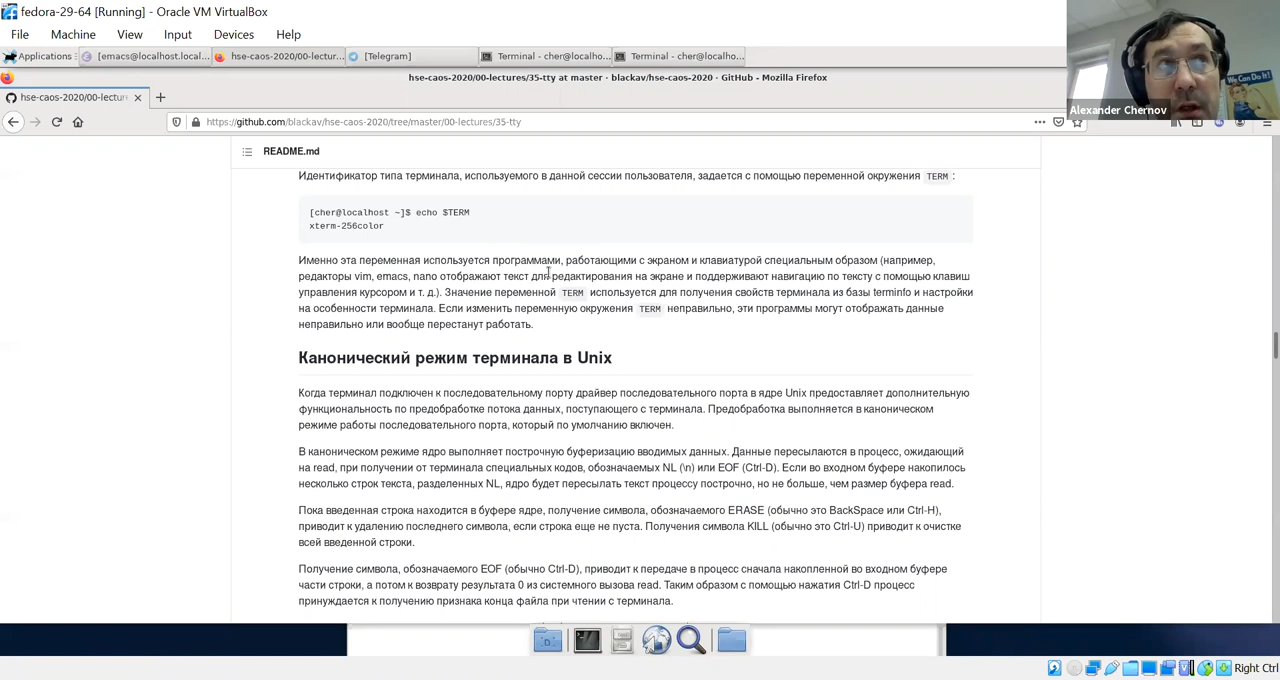 fedora-29-64 [Running] - Oracle VM VirtualBox
File Machine View Input Devices Help
Applications [emacs@localhost.local... hse-caos-2020/00-lectur... [Telegram] Terminal - cher@localho... Terminal - cher@localho...
hse-caos-2020/00-lectures/35-tty at master · blackav/hse-caos-2020 · GitHub - Mozilla Firefox
hse-caos-2020/00-lecture
We Can Do It!
Alexander Chernov
https://github.com/blackav/hse-caos-2020/tree/master/00-lectures/35-tty
README.md
Идентификатор типа терминала, используемого в данной сессии пользователя, задается с помощью переменной окружения TERM :
[cher@localhost ~]$ echo $TERM
xterm-256color
Именно эта переменная используется программами, работающими с экраном и клавиатурой специальным образом (например,
редакторы vim, emacs, nano отображают текст для редактирования на экране и поддерживают навигацию по тексту с помощью клавиш
управления курсором и т. д.). Значение переменной TERM используется для получения свойств терминала из базы terminfo и настройки
на особенности терминала. Если изменить переменную окружения TERM неправильно, эти программы могут отображать данные
неправильно или вообще перестанут работать.
Канонический режим терминала в Unix
Когда терминал подключен к последовательному порту драйвер последовательного порта в ядре Unix предоставляет дополнительную
функциональность по предобработке потока данных, поступающего с терминала. Предобработка выполняется в каноническом
режиме работы последовательного порта, который по умолчанию включен.
В каноническом режиме ядро выполняет построчную буферизацию вводимых данных. Данные пересылаются в процесс, ожидающий
на read, при получении от терминала специальных кодов, обозначаемых NL (\n) или EOF (Ctrl-D). Если во входном буфере накопилось
несколько строк текста, разделенных NL, ядро будет пересылать текст процессу построчно, но не больше, чем размер буфера read.
Пока введенная строка находится в буфере ядре, получение символа, обозначаемого ERASE (обычно это BackSpace или Ctrl-H),
приводит к удалению последнего символа, если строка еще не пуста. Получения символа KILL (обычно это Ctrl-U) приводит к очистке
всей введенной строки.
Получение символа, обозначаемого EOF (обычно Ctrl-D), приводит к передаче в процесс сначала накопленной во входном буфере
части строки, а потом к возврату результата 0 из системного вызова read. Таким образом с помощью нажатия Ctrl-D процесс
принуждается к получению признака конца файла при чтении с терминала.
Right Ctrl